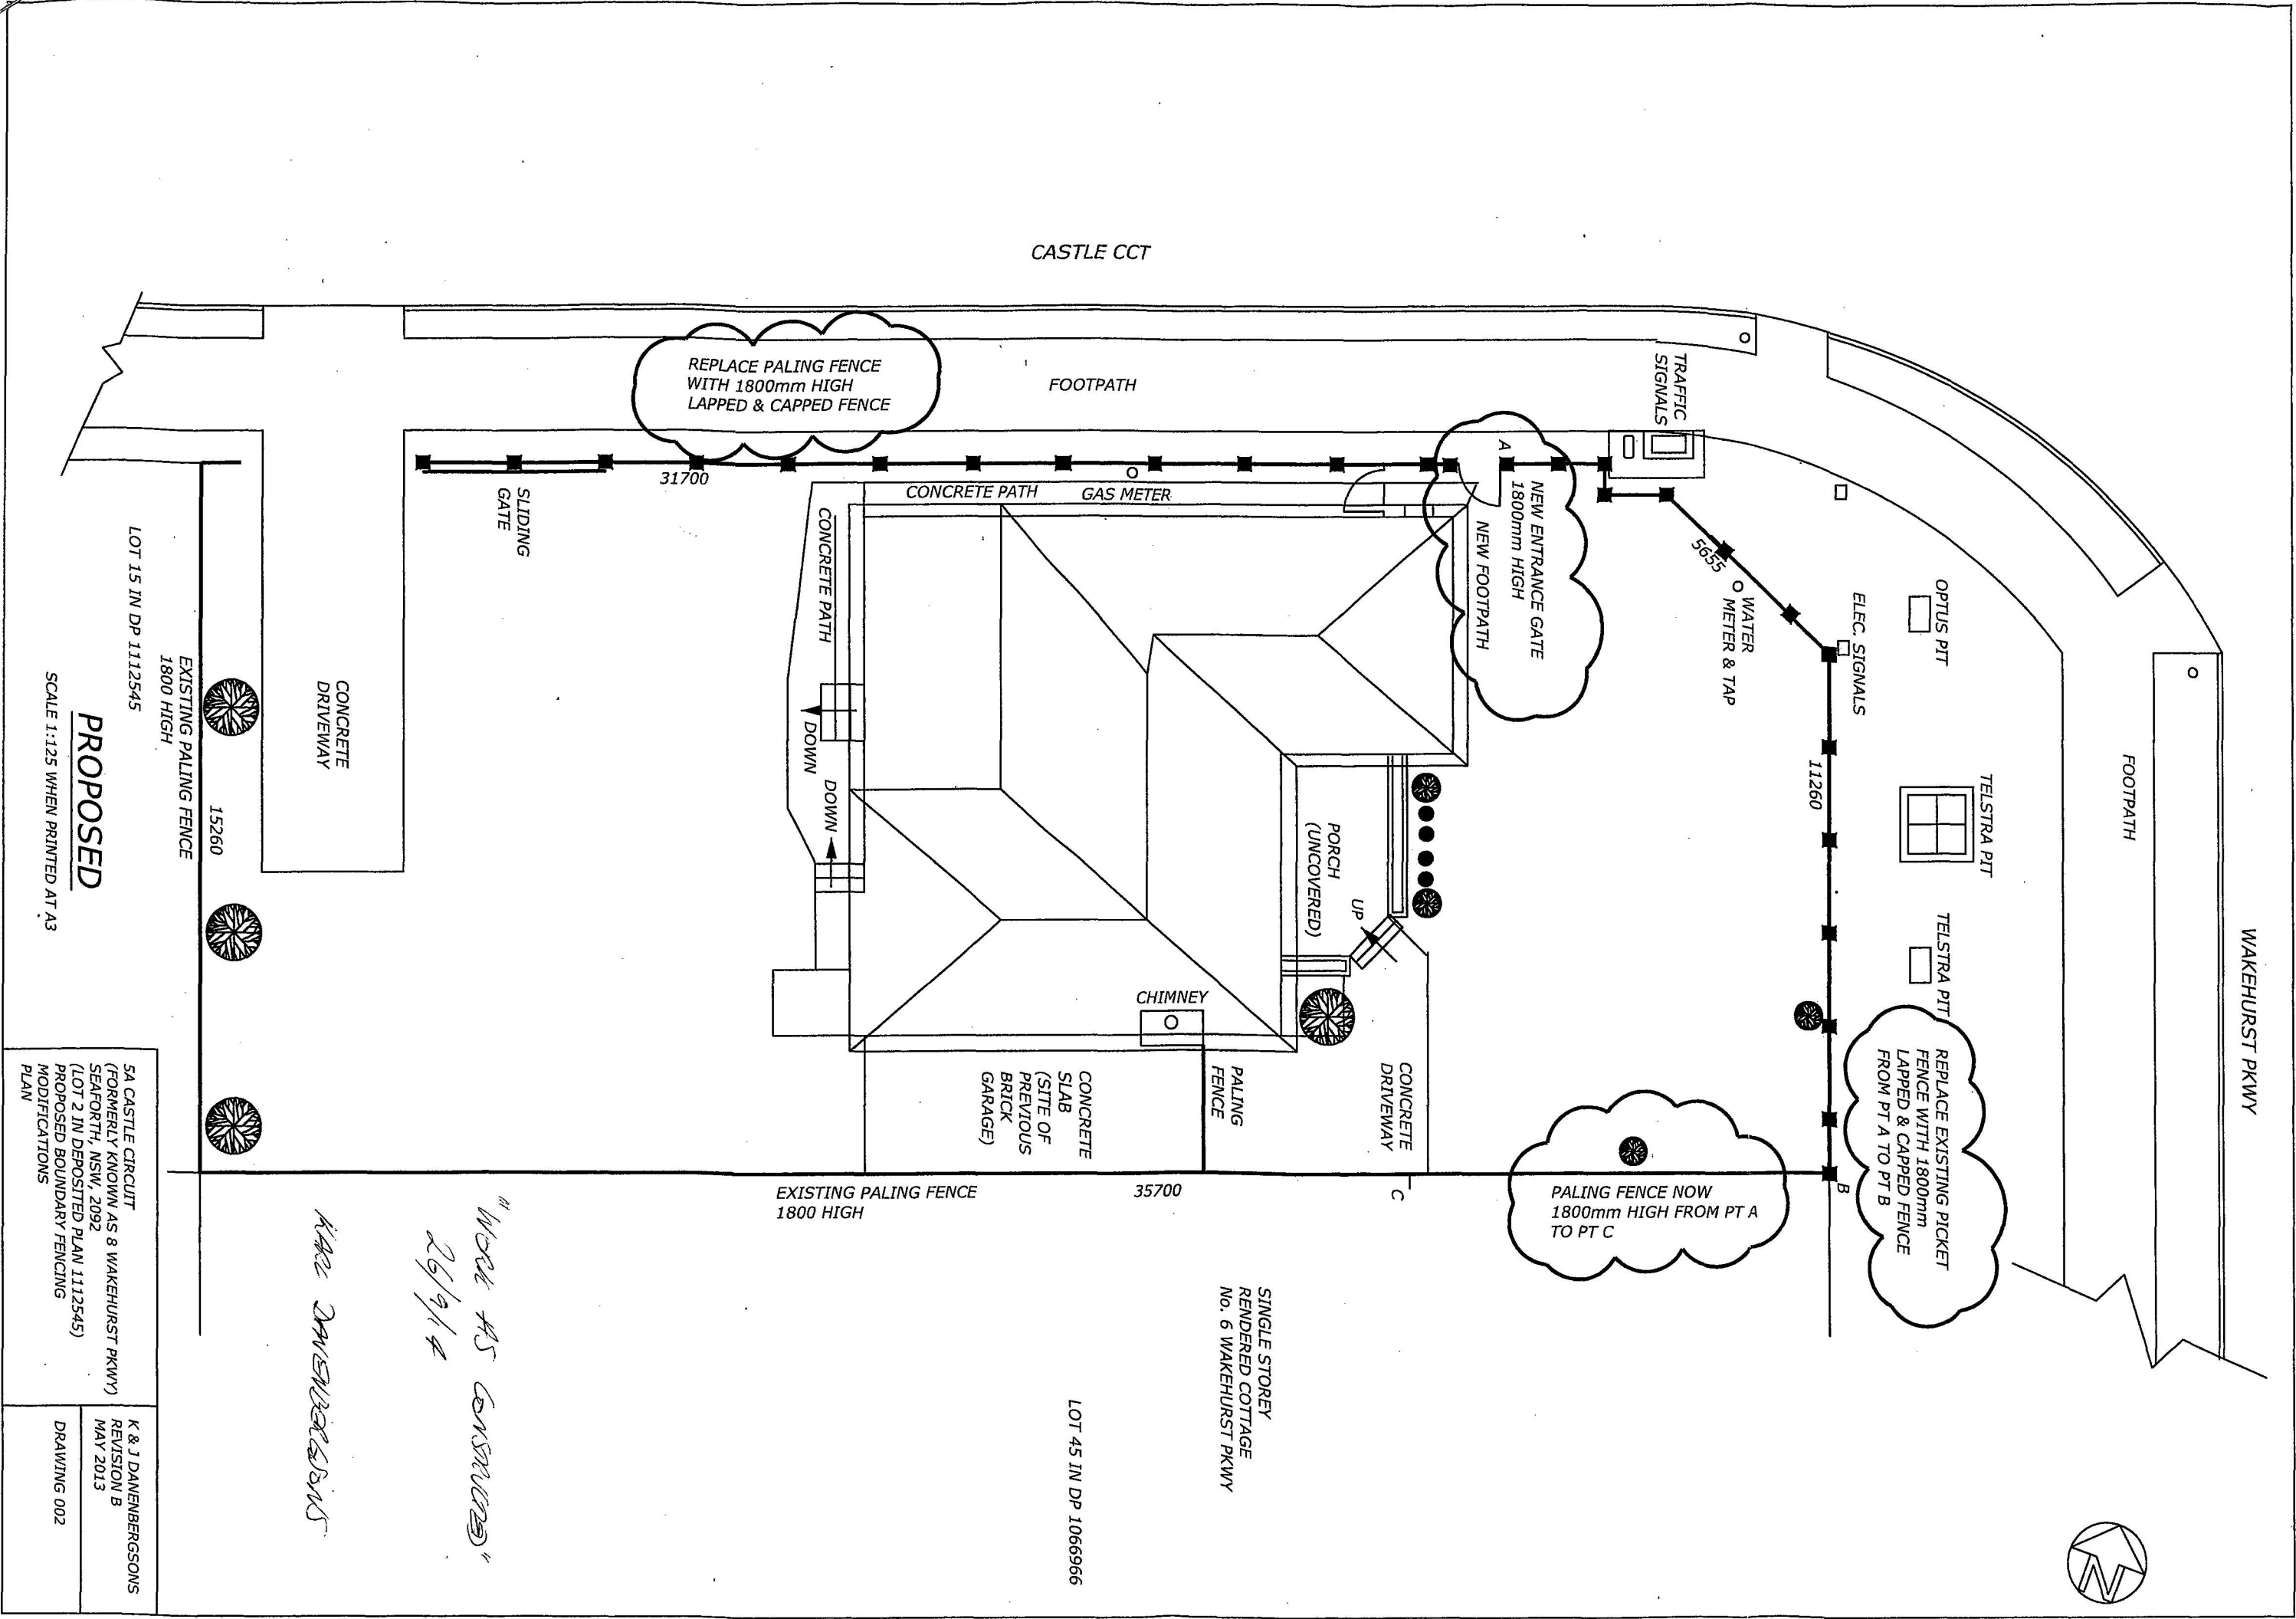 CASTLE CCT
REPLACE PALING FENCE
WITH 1800mm HIGH
LAPPED & CAPPED FENCE
FOOTPATH
TRAFFIC
SIGNALS
A
31700
SLIDING
GATE
CONCRETE PATH
GAS METER
CONCRETE PATH
NEW ENTRANCE GATE
1800mm HIGH
NEW FOOTPATH
5655
WATER
METER & TAP
ELEC. SIGNALS
OPTUS PIT
FOOTPATH
11260
TELSTRA PIT
TELSTRA PIT
WAKEHURST PKWY
LOT 15 IN DP 1112545
EXISTING PALING FENCE
1800 HIGH
15260
CONCRETE
DRIVEWAY
DOWN
DOWN
PORCH
(UNCOVERED)
UP
CHIMNEY
PROPOSED
SCALE 1:125 WHEN PRINTED AT A3
CONCRETE
SLAB
(SITE OF
PREVIOUS
BRICK
GARAGE)
PALING
FENCE
CONCRETE
DRIVEWAY
REPLACE EXISTING PICKET
FENCE WITH 1800mm
LAPPED & CAPPED FENCE
FROM PT A TO PT B
B
C
EXISTING PALING FENCE
1800 HIGH
35700
PALING FENCE NOW
1800mm HIGH FROM PT A
TO PT C
SINGLE STOREY
RENDERED COTTAGE
No. 6 WAKEHURST PKWY
LOT 45 IN DP 1066966
"WORK AS CONSTRUCTED"
26/9/14
KARL DANENBERGSONS
5A CASTLE CIRCUIT
(FORMERLY KNOWN AS 8 WAKEHURST PKWY)
SEAFORTH, NSW, 2092
(LOT 2 IN DEPOSITED PLAN 1112545)
PROPOSED BOUNDARY FENCING
MODIFICATIONS
PLAN
K & J DANENBERGSONS
REVISION B
MAY 2013
DRAWING 002
N